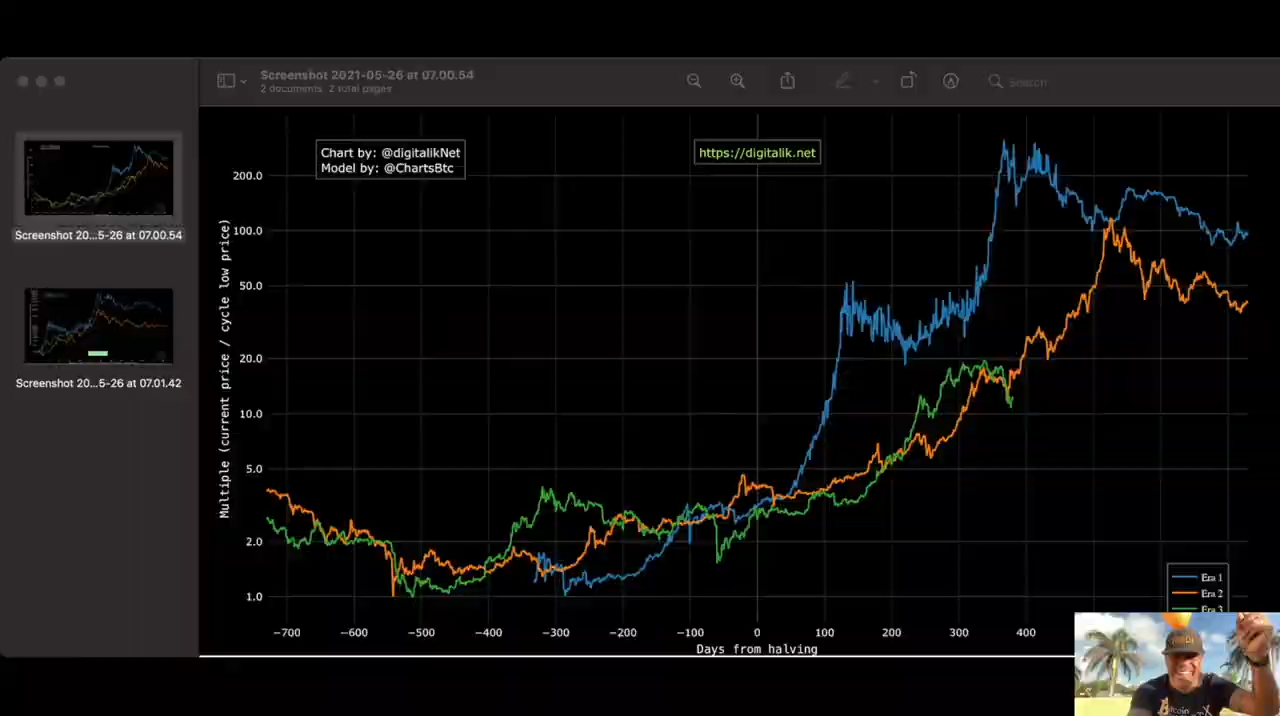 Screenshot 2021-05-26 at 07.00.54
2 documents, 2 total pages
Search
Screenshot 20...5-26 at 07.00.54
Screenshot 20...5-26 at 07.01.42
Chart by: @digitalikNet
Model by: @ChartsBtc
https://digitalik.net
Multiple (current price / cycle low price)
200.0
100.0
50.0
20.0
10.0
5.0
2.0
1.0
−700
−600
−500
−400
−300
−200
−100
0
100
200
300
400
Days from halving
Era 1
Era 2
Era 3